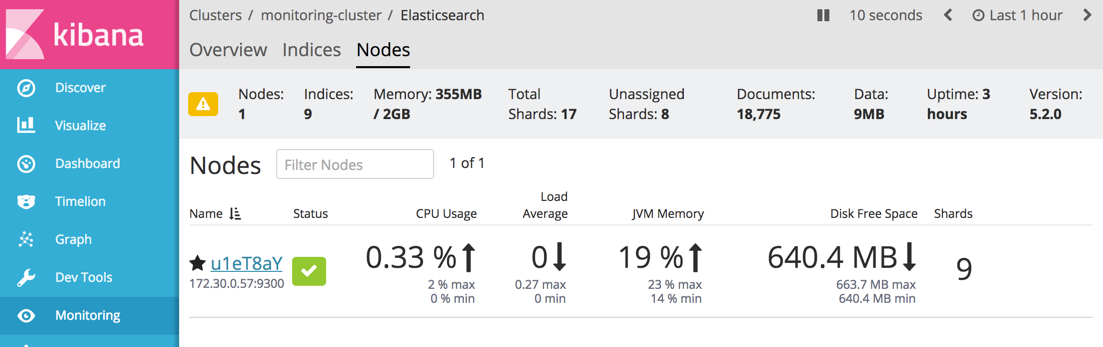 kibana
Discover
Visualize
Dashboard
Timelion
Graph
Dev Tools
Monitoring
Clusters / monitoring-cluster / Elasticsearch
10 seconds
Last 1 hour
Overview Indices Nodes
Nodes: Indices: Memory: 355MB Total Unassigned Documents: Data: Uptime: 3 Version:
1 9 / 2GB Shards: 17 Shards: 8 18,775 9MB hours 5.2.0
Nodes Filter Nodes 1 of 1
Load
Name Status CPU Usage Average JVM Memory Disk Free Space Shards
u1eT8aY 0.33 % 0 19 % 640.4 MB 9
172.30.0.57:9300 2 % max 0.27 max 23 % max 663.7 MB max
0 % min 0 min 14 % min 640.4 MB min